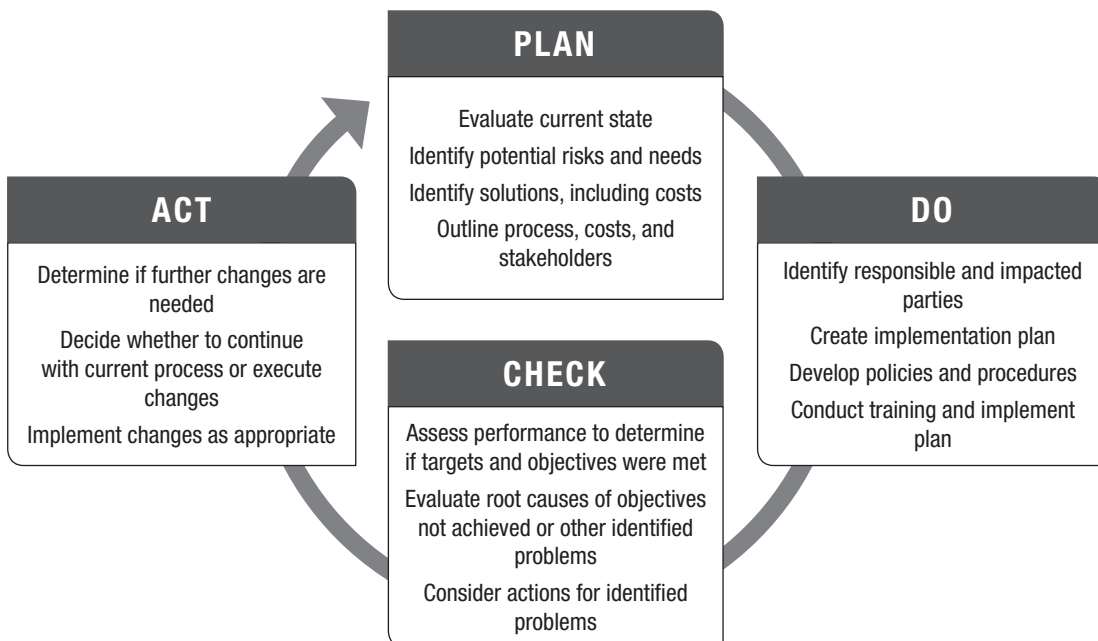 PLAN
Evaluate current state
Identify potential risks and needs
Identify solutions, including costs
Outline process, costs, and
stakeholders
DO
Identify responsible and impacted
parties
Create implementation plan
Develop policies and procedures
Conduct training and implement
plan
CHECK
Assess performance to determine
if targets and objectives were met
Evaluate root causes of objectives
not achieved or other identified
problems
Consider actions for identified
problems
ACT
Determine if further changes are
needed
Decide whether to continue
with current process or execute
changes
Implement changes as appropriate